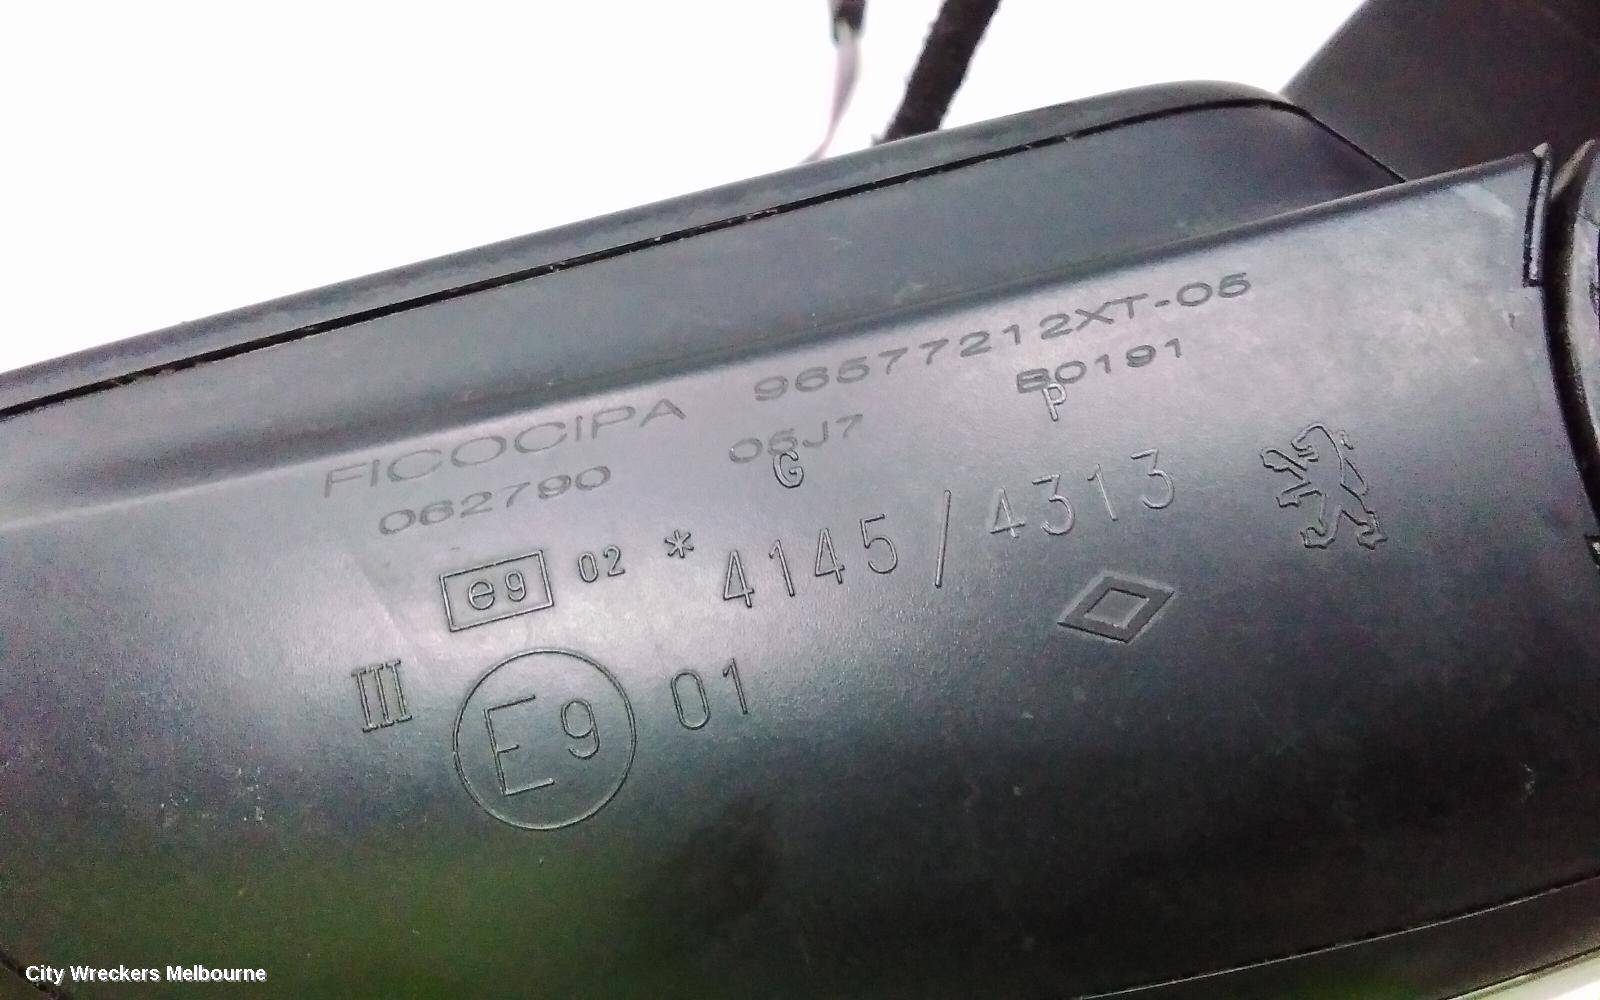 FICOCIPA 96577212XT-05
062790 06J7 B0191
G P
e9 02 * 4145 / 4313
III E9 01
City Wreckers Melbourne